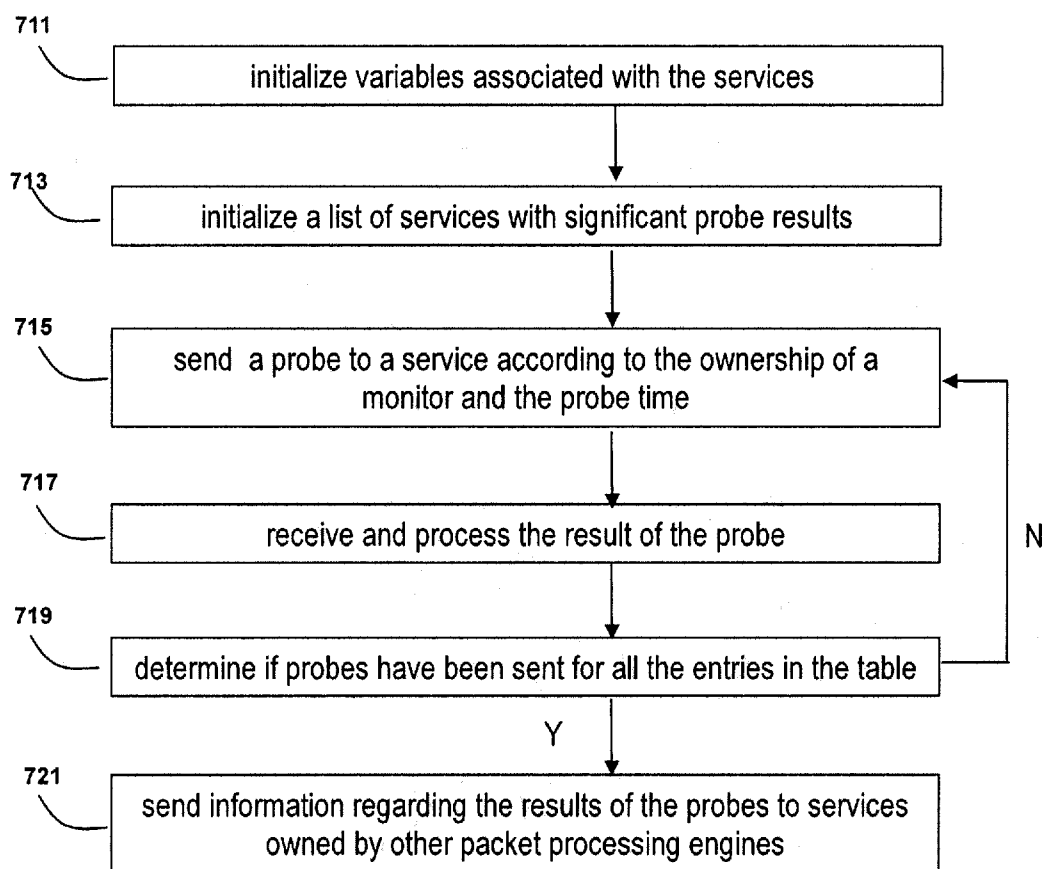 711
initialize variables associated with the services
713
initialize a list of services with significant probe results
715
send a probe to a service according to the ownership of a
monitor and the probe time
717
receive and process the result of the probe
N
719
determine if probes have been sent for all the entries in the table
Y
721
send information regarding the results of the probes to services
owned by other packet processing engines